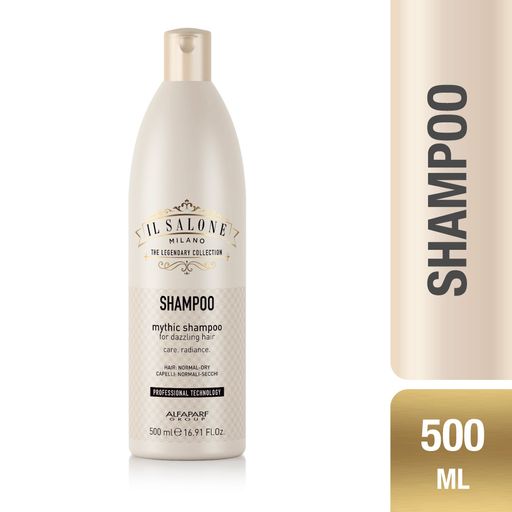 IL SALONE
MILANO
THE LEGENDARY COLLECTION
SHAMPOO
mythic shampoo
for dazzling hair
care, radiance.
HAIR: NORMAL-DRY
CAPELLI: NORMALI-SECCHI
PROFESSIONAL TECHNOLOGY
ALFAPARF
GROUP
500 ml ℮ 16.91 FL.Oz.
SHAMPOO
500
ML